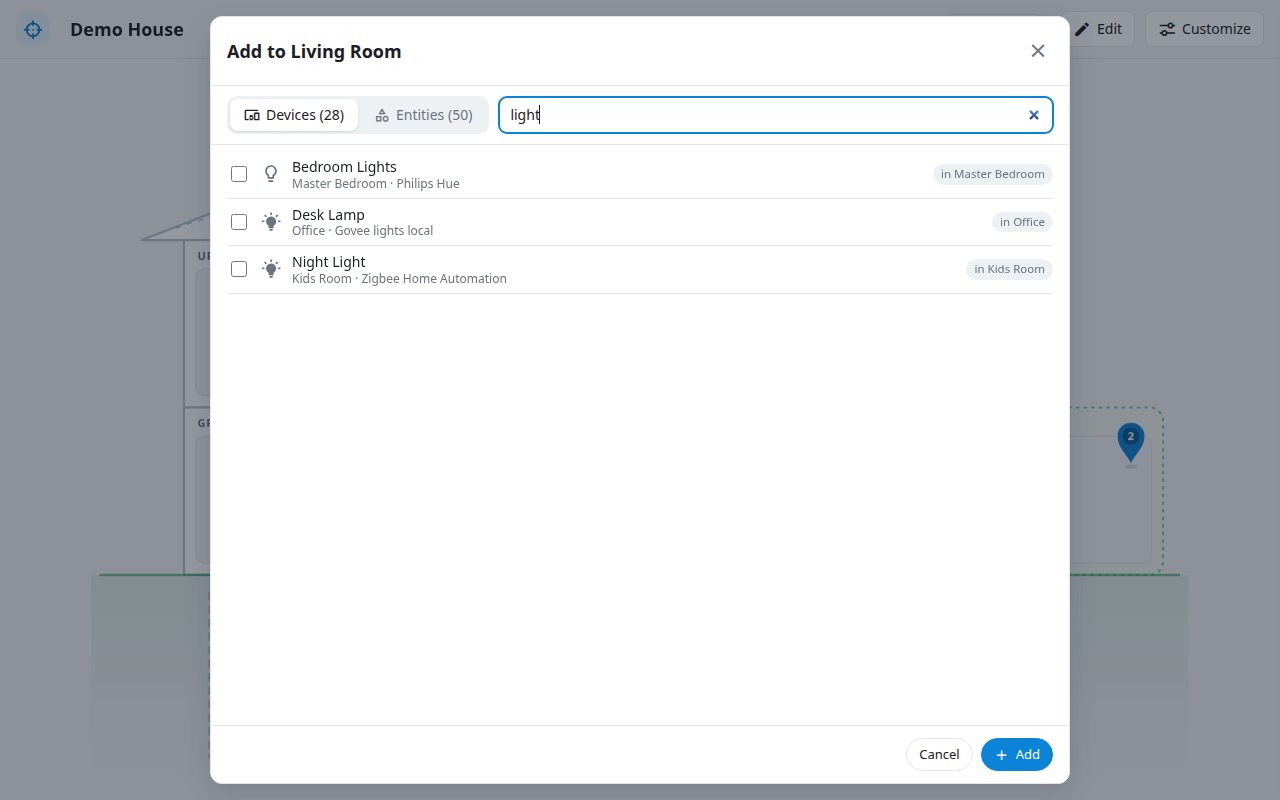 Demo House
Edit
Customize
Add to Living Room
Devices (28)
Entities (50)
light
Bedroom Lights
Master Bedroom · Philips Hue
in Master Bedroom
Desk Lamp
Office · Govee lights local
in Office
Night Light
Kids Room · Zigbee Home Automation
in Kids Room
2
Cancel
+ Add